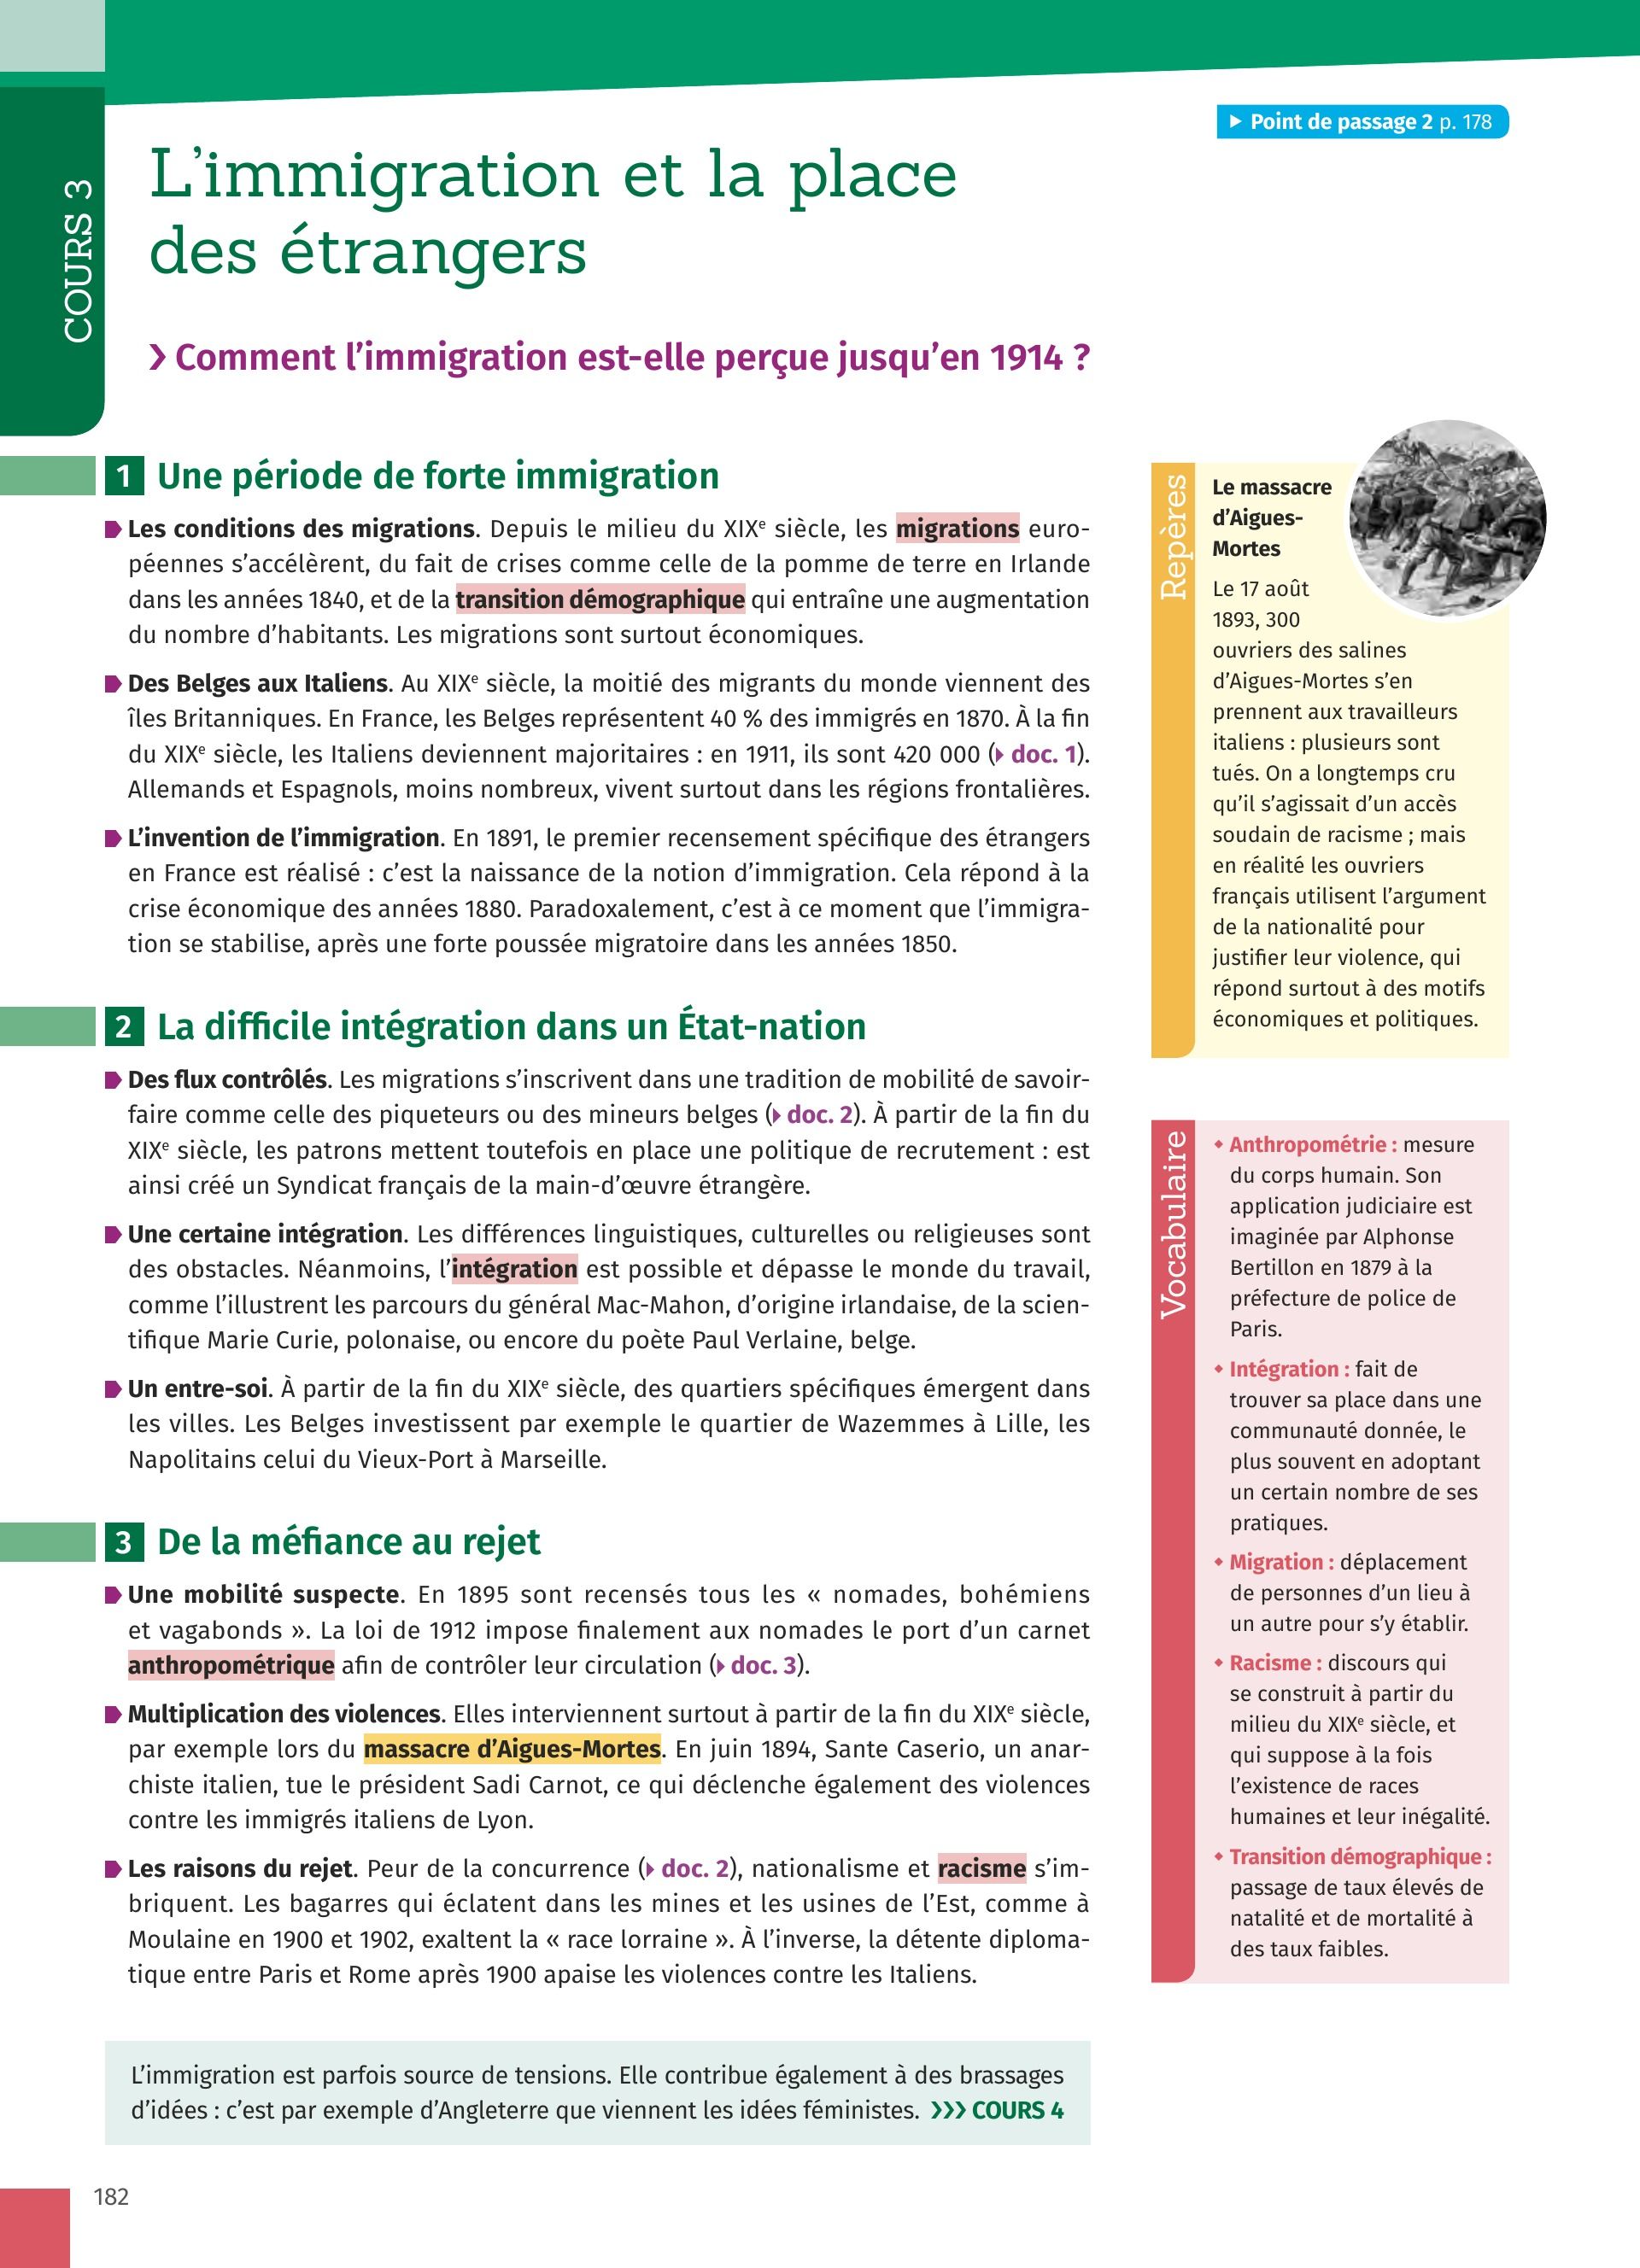 COURS 3
Point de passage 2 p. 178
L’immigration et la place
des étrangers
Comment l’immigration est-elle perçue jusqu’en 1914 ?
1 Une période de forte immigration
Les conditions des migrations. Depuis le milieu du XIXe siècle, les migrations euro-
péennes s’accélèrent, du fait de crises comme celle de la pomme de terre en Irlande
dans les années 1840, et de la transition démographique qui entraîne une augmentation
du nombre d’habitants. Les migrations sont surtout économiques.
Des Belges aux Italiens. Au XIXe siècle, la moitié des migrants du monde viennent des
îles Britanniques. En France, les Belges représentent 40 % des immigrés en 1870. À la fin
du XIXe siècle, les Italiens deviennent majoritaires : en 1911, ils sont 420 000 (doc. 1).
Allemands et Espagnols, moins nombreux, vivent surtout dans les régions frontalières.
L’invention de l’immigration. En 1891, le premier recensement spécifique des étrangers
en France est réalisé : c’est la naissance de la notion d’immigration. Cela répond à la
crise économique des années 1880. Paradoxalement, c’est à ce moment que l’immigra-
tion se stabilise, après une forte poussée migratoire dans les années 1850.
2 La difficile intégration dans un État-nation
Des flux contrôlés. Les migrations s’inscrivent dans une tradition de mobilité de savoir-
faire comme celle des piqueteurs ou des mineurs belges (doc. 2). À partir de la fin du
XIXe siècle, les patrons mettent toutefois en place une politique de recrutement : est
ainsi créé un Syndicat français de la main-d’œuvre étrangère.
Une certaine intégration. Les différences linguistiques, culturelles ou religieuses sont
des obstacles. Néanmoins, l’intégration est possible et dépasse le monde du travail,
comme l’illustrent les parcours du général Mac-Mahon, d’origine irlandaise, de la scien-
tifique Marie Curie, polonaise, ou encore du poète Paul Verlaine, belge.
Un entre-soi. À partir de la fin du XIXe siècle, des quartiers spécifiques émergent dans
les villes. Les Belges investissent par exemple le quartier de Wazemmes à Lille, les
Napolitains celui du Vieux-Port à Marseille.
3 De la méfiance au rejet
Une mobilité suspecte. En 1895 sont recensés tous les « nomades, bohémiens
et vagabonds ». La loi de 1912 impose finalement aux nomades le port d’un carnet
anthropométrique afin de contrôler leur circulation (doc. 3).
Multiplication des violences. Elles interviennent surtout à partir de la fin du XIXe siècle,
par exemple lors du massacre d’Aigues-Mortes. En juin 1894, Sante Caserio, un anar-
chiste italien, tue le président Sadi Carnot, ce qui déclenche également des violences
contre les immigrés italiens de Lyon.
Les raisons du rejet. Peur de la concurrence (doc. 2), nationalisme et racisme s’im-
briquent. Les bagarres qui éclatent dans les mines et les usines de l’Est, comme à
Moulaine en 1900 et 1902, exaltent la « race lorraine ». À l’inverse, la détente diploma-
tique entre Paris et Rome après 1900 apaise les violences contre les Italiens.
L’immigration est parfois source de tensions. Elle contribue également à des brassages
d’idées : c’est par exemple d’Angleterre que viennent les idées féministes. COURS 4
Repères
Le massacre
d’Aigues-
Mortes
Le 17 août
1893, 300
ouvriers des salines
d’Aigues-Mortes s’en
prennent aux travailleurs
italiens : plusieurs sont
tués. On a longtemps cru
qu’il s’agissait d’un accès
soudain de racisme ; mais
en réalité les ouvriers
français utilisent l’argument
de la nationalité pour
justifier leur violence, qui
répond surtout à des motifs
économiques et politiques.
Vocabulaire
Anthropométrie : mesure
du corps humain. Son
application judiciaire est
imaginée par Alphonse
Bertillon en 1879 à la
préfecture de police de
Paris.
Intégration : fait de
trouver sa place dans une
communauté donnée, le
plus souvent en adoptant
un certain nombre de ses
pratiques.
Migration : déplacement
de personnes d’un lieu à
un autre pour s’y établir.
Racisme : discours qui
se construit à partir du
milieu du XIXe siècle, et
qui suppose à la fois
l’existence de races
humaines et leur inégalité.
Transition démographique :
passage de taux élevés de
natalité et de mortalité à
des taux faibles.
182